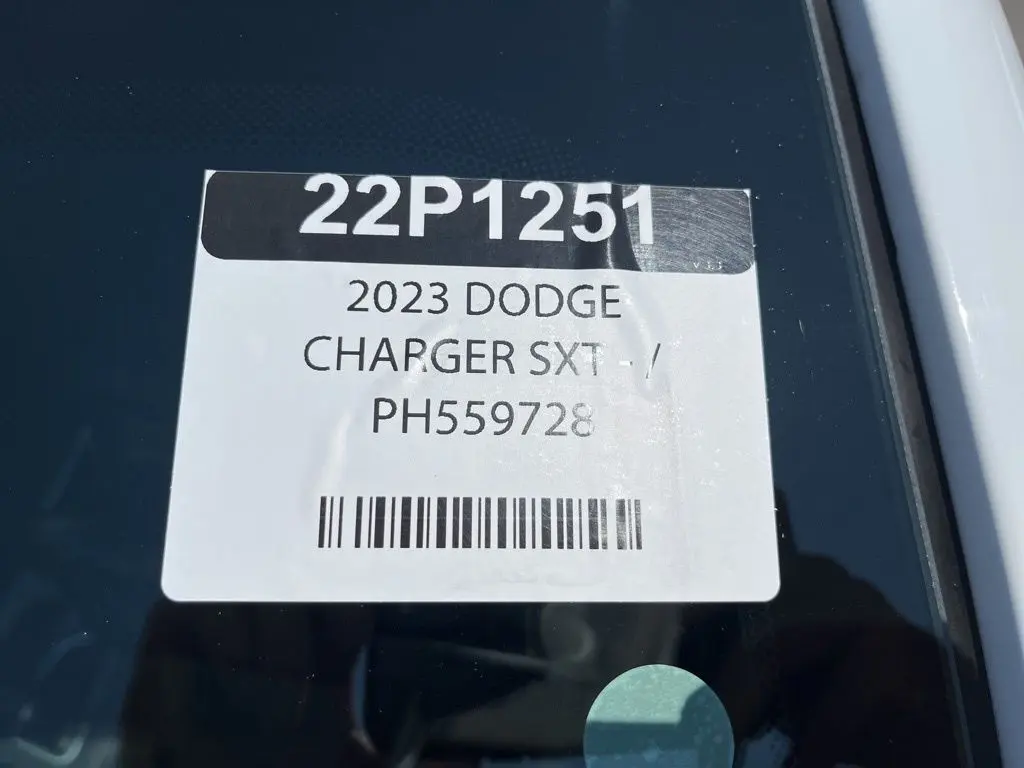 22P1251
2023 DODGE
CHARGER SXT - /
PH559728